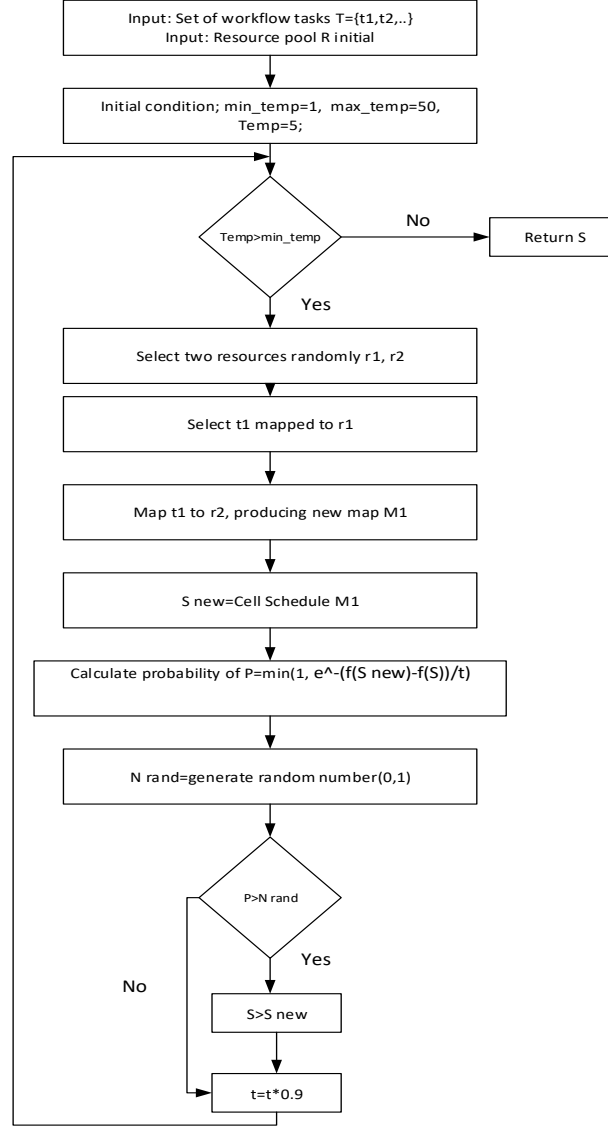 Input: Set of workflow tasks T={t1,t2,..}
Input: Resource pool R initial
Initial condition; min_temp=1, max_temp=50,
Temp=5;
Temp>min_temp
No
Return S
Yes
Select two resources randomly r1, r2
Select t1 mapped to r1
Map t1 to r2, producing new map M1
S new=Cell Schedule M1
Calculate probability of P=min(1, e^-(f(S new)-f(S))/t)
N rand=generate random number(0,1)
P>N rand
Yes
No
S>S new
t=t*0.9